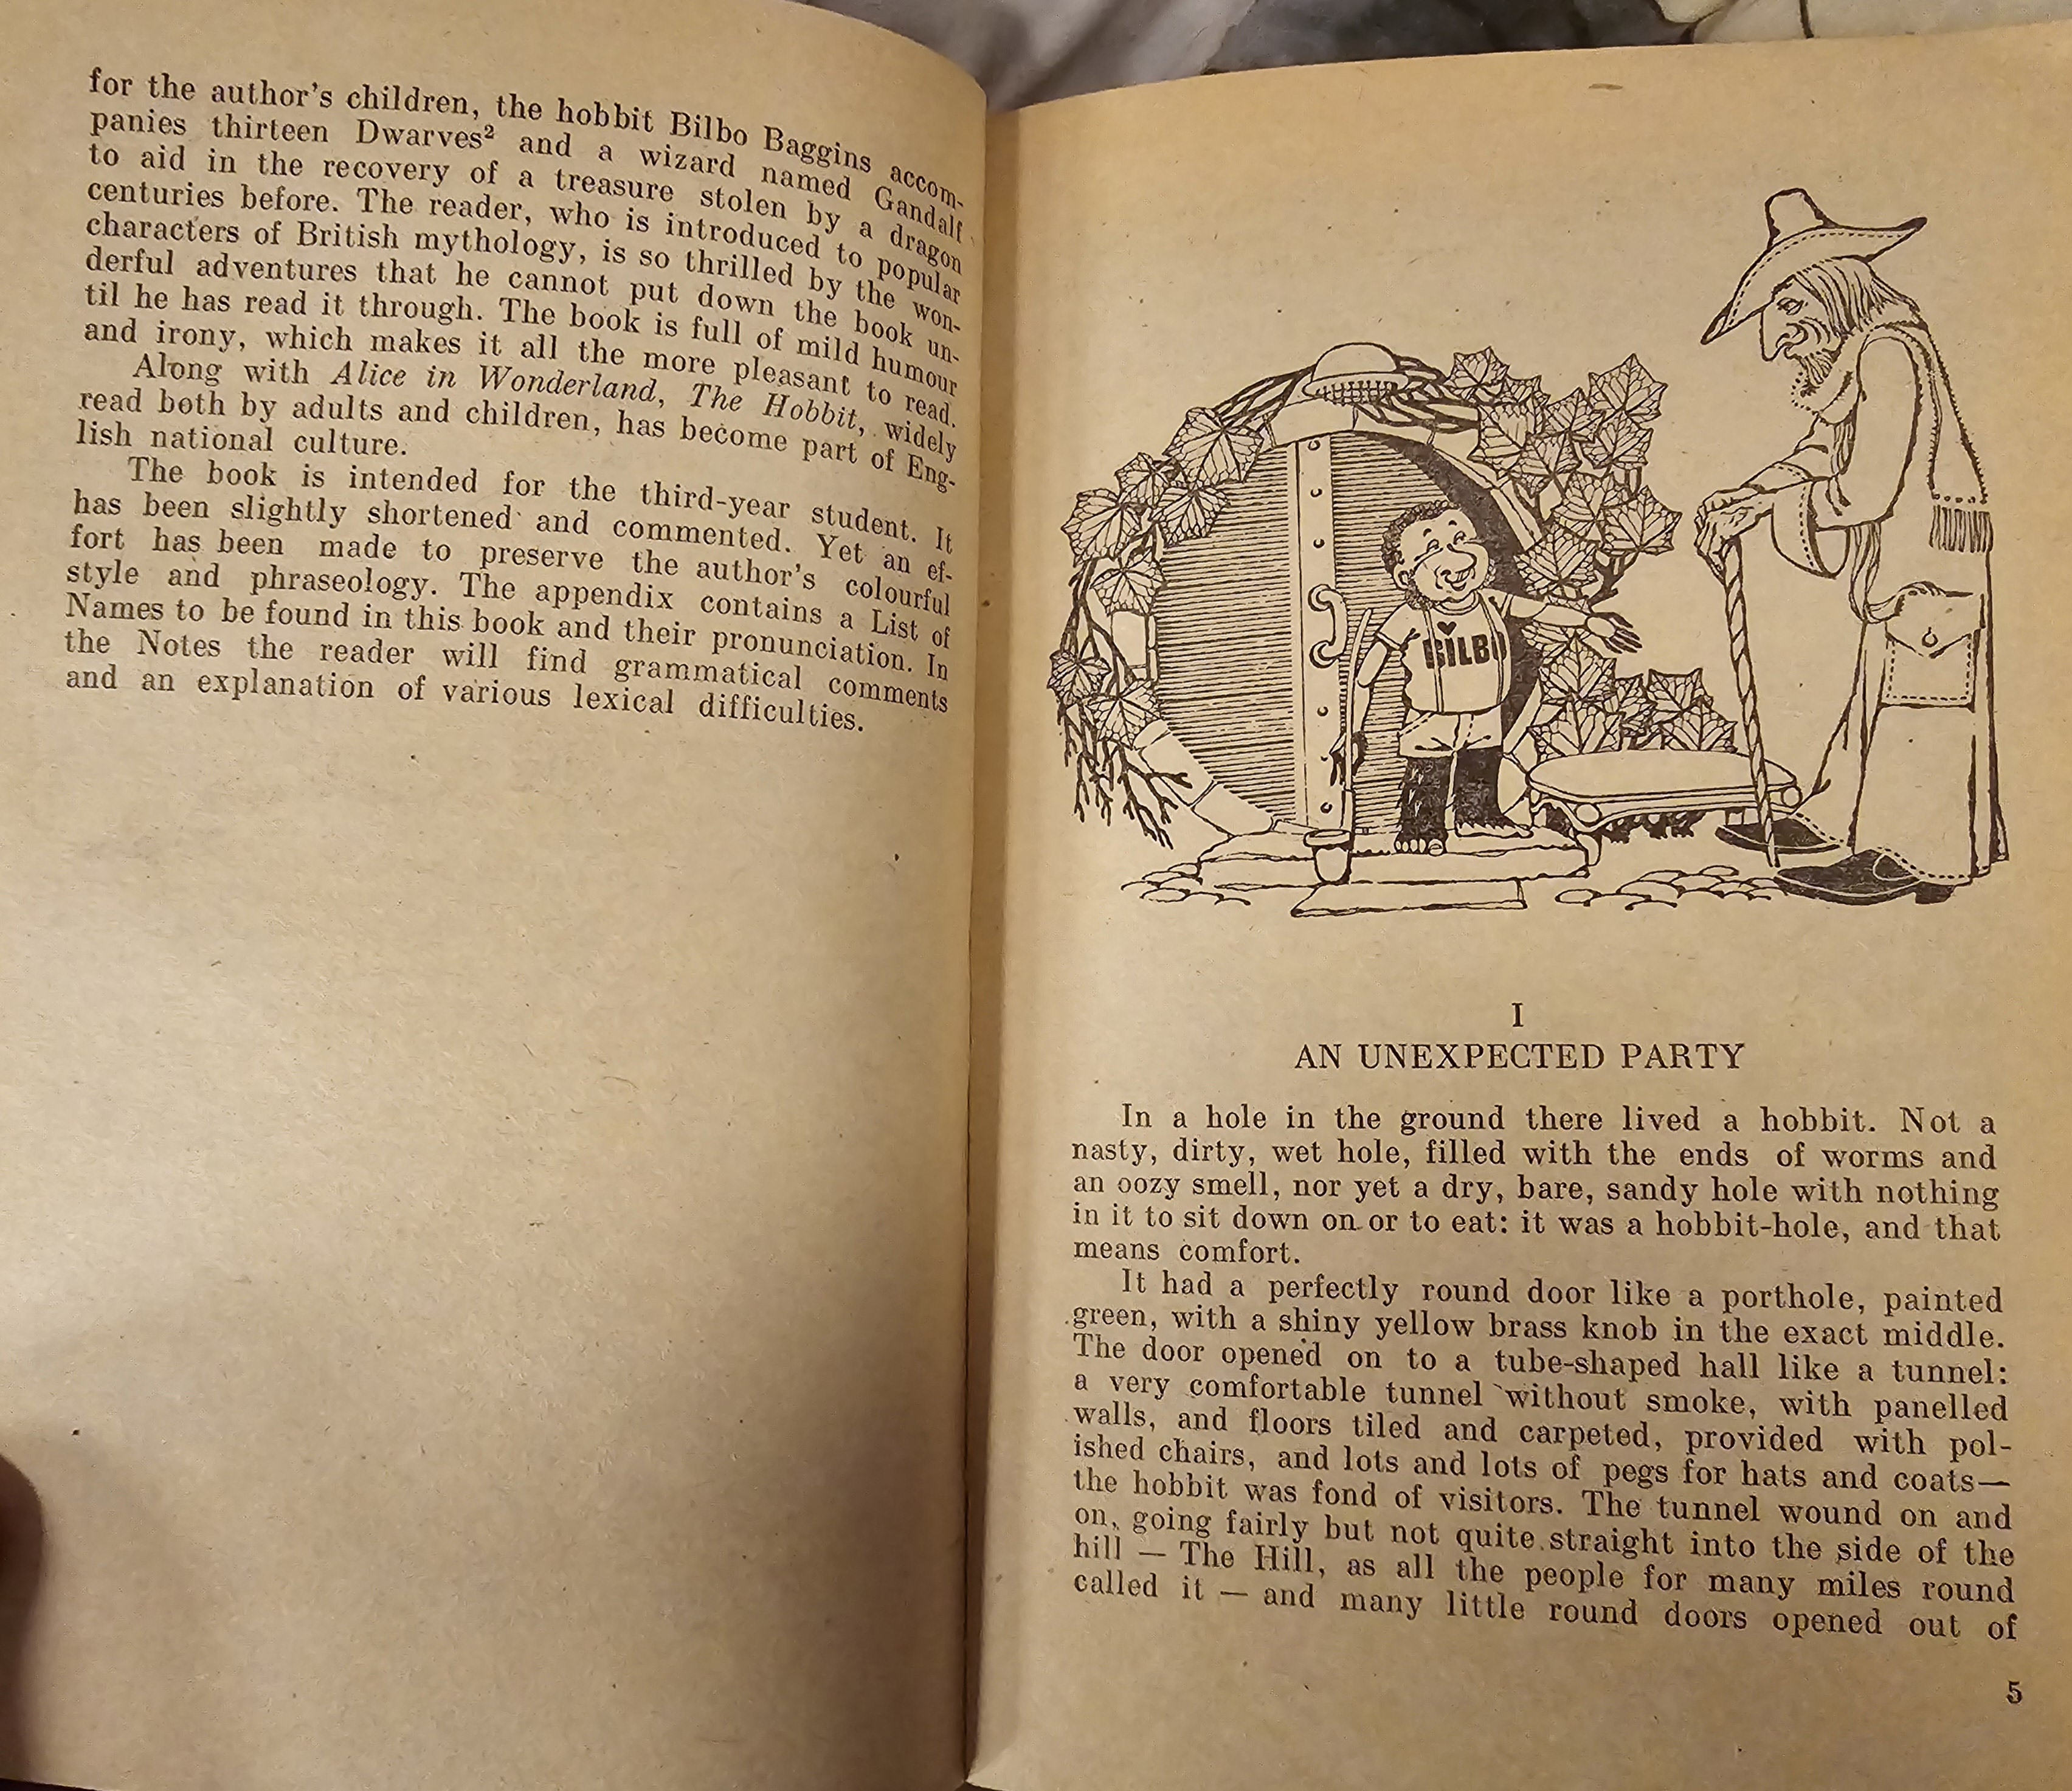 for the author's children, the hobbit Bilbo Baggins accom-
panies thirteen Dwarves² and a wizard named Gandalf
to aid in the recovery of a treasure stolen by a dragon
centuries before. The reader, who is introduced to popular
characters of British mythology, is so thrilled by the won-
derful adventures that he cannot put down the book un-
til he has read it through. The book is full of mild humour
and irony, which makes it all the more pleasant to read.
Along with Alice in Wonderland, The Hobbit, widely
read both by adults and children, has become part of Eng-
lish national culture.
The book is intended for the third-year student. It
has been slightly shortened and commented. Yet an ef-
fort has been made to preserve the author's colourful
style and phraseology. The appendix contains a List of
Names to be found in this book and their pronunciation. In
the Notes the reader will find grammatical comments
and an explanation of various lexical difficulties.
BILBO
I
AN UNEXPECTED PARTY
In a hole in the ground there lived a hobbit. Not a
nasty, dirty, wet hole, filled with the ends of worms and
an oozy smell, nor yet a dry, bare, sandy hole with nothing
in it to sit down on or to eat: it was a hobbit-hole, and that
means comfort.
It had a perfectly round door like a porthole, painted
green, with a shiny yellow brass knob in the exact middle.
The door opened on to a tube-shaped hall like a tunnel:
a very comfortable tunnel without smoke, with panelled
walls, and floors tiled and carpeted, provided with pol-
ished chairs, and lots and lots of pegs for hats and coats—
the hobbit was fond of visitors. The tunnel wound on and
on, going fairly but not quite straight into the side of the
hill — The Hill, as all the people for many miles round
called it — and many little round doors opened out of
5